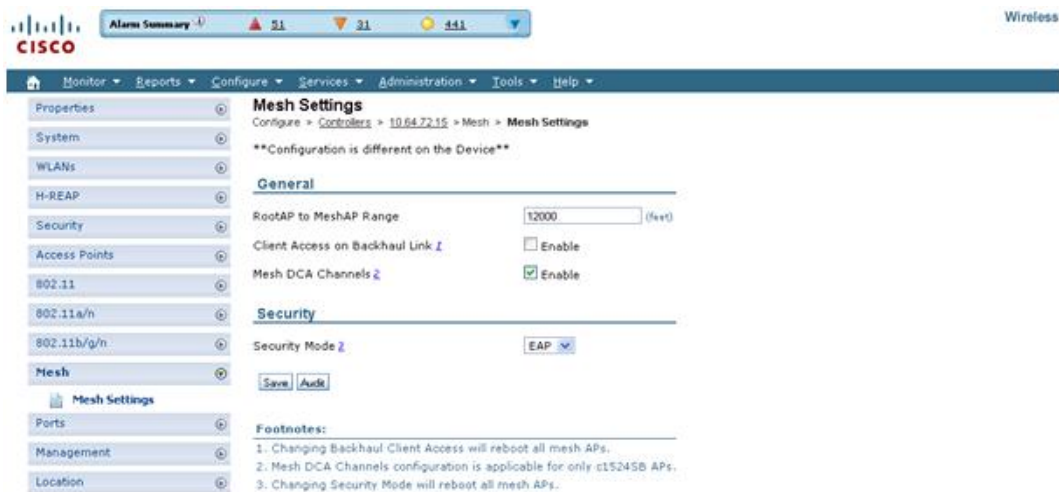 Wireless
Alarm Summary 51 31 441
CISCO
Monitor Reports Configure Services Administration Tools Help
Properties
System
WLANs
H-REAP
Security
Access Points
802.11
802.11a/n
802.11b/g/n
Mesh
Mesh Settings
Ports
Management
Location
Mesh Settings
Configure > Controllers > 10.64.72.15 > Mesh > Mesh Settings
**Configuration is different on the Device**
General
RootAP to MeshAP Range 12000 (feet)
Client Access on Backhaul Link 1 Enable
Mesh DCA Channels 2 Enable
Security
Security Mode 2 EAP
Save Audit
Footnotes:
1. Changing Backhaul Client Access will reboot all mesh APs.
2. Mesh DCA Channels configuration is applicable for only c1524SB APs.
3. Changing Security Mode will reboot all mesh APs.